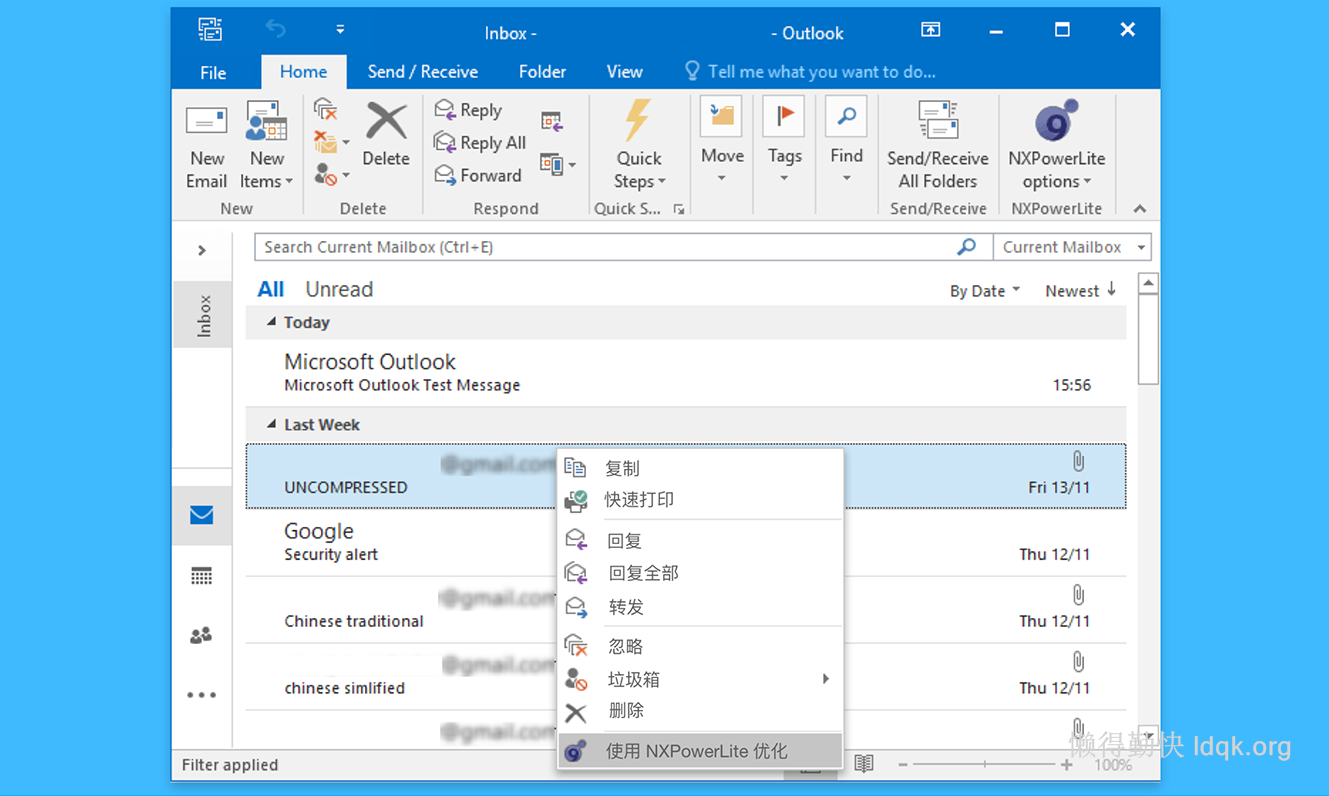 Inbox -
- Outlook
File
Home
Send / Receive
Folder
View
Tell me what you want to do...
New Email
New Items
Delete
Reply
Reply All
Forward
Quick Steps
Move
Tags
Find
Send/Receive All Folders
NXPowerLite options
New
Delete
Respond
Quick S...
Send/Receive
NXPowerLite
Search Current Mailbox (Ctrl+E)
Current Mailbox
Inbox
All
Unread
By Date
Newest
Today
Microsoft Outlook
Microsoft Outlook Test Message
15:56
Last Week
@gmail.com
UNCOMPRESSED
Fri 13/11
Google
Security alert
Thu 12/11
@gmail.com
Chinese traditional
Thu 12/11
@gmail.com
chinese simlified
Thu 12/11
@gmail.com
复制
快速打印
回复
回复全部
转发
忽略
垃圾箱
删除
使用 NXPowerLite 优化
Filter applied
100%
懒得勤快 ldqk.org